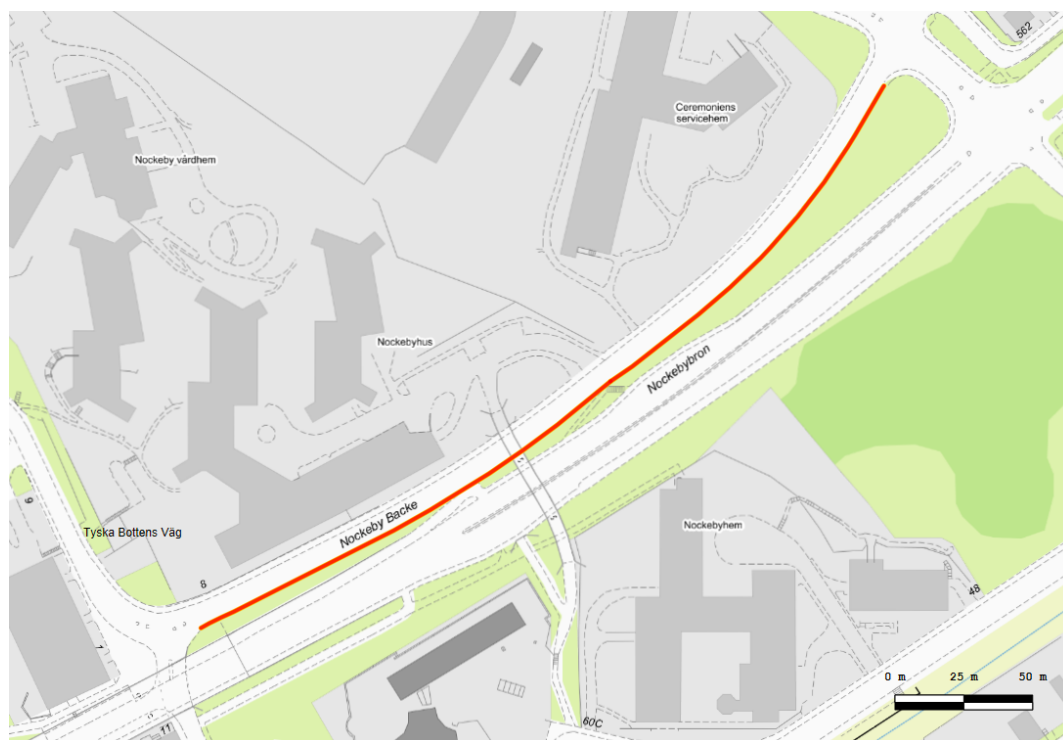 562
Ceremoniens
servicehem
Nockeby vårdhem
Nockebyhus
Nockebybron
Nockeby Backe
9
Tyska Bottens Väg
8
Nockebyhem
48
7
11
60C
0 m 25 m 50 m